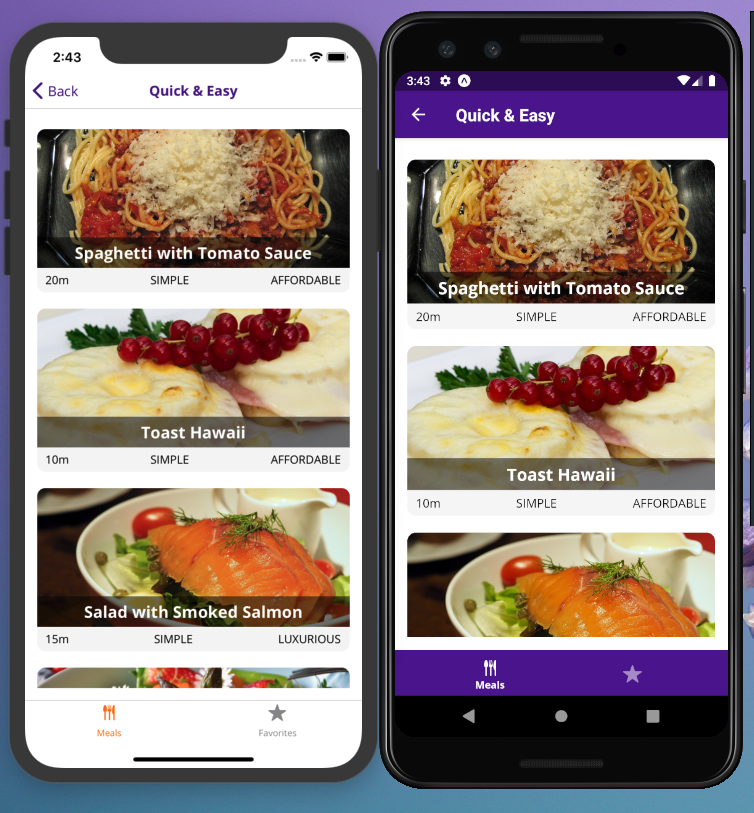 2:43
Back
Quick & Easy
Spaghetti with Tomato Sauce
20m SIMPLE AFFORDABLE
Toast Hawaii
10m SIMPLE AFFORDABLE
Salad with Smoked Salmon
15m SIMPLE LUXURIOUS
Meals Favorites
3:43
Quick & Easy
Spaghetti with Tomato Sauce
20m SIMPLE AFFORDABLE
Toast Hawaii
10m SIMPLE AFFORDABLE
Meals